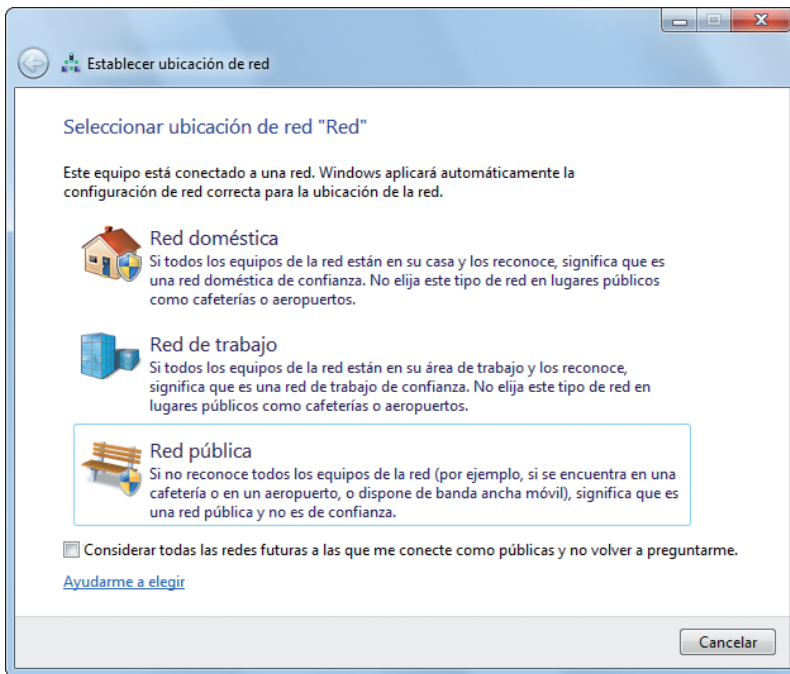 Establecer ubicación de red
Seleccionar ubicación de red "Red"
Este equipo está conectado a una red. Windows aplicará automáticamente la
configuración de red correcta para la ubicación de la red.
Red doméstica
Si todos los equipos de la red están en su casa y los reconoce, significa que es
una red doméstica de confianza. No elija este tipo de red en lugares públicos
como cafeterías o aeropuertos.
Red de trabajo
Si todos los equipos de la red están en su área de trabajo y los reconoce,
significa que es una red de trabajo de confianza. No elija este tipo de red en
lugares públicos como cafeterías o aeropuertos.
Red pública
Si no reconoce todos los equipos de la red (por ejemplo, si se encuentra en una
cafetería o en un aeropuerto, o dispone de banda ancha móvil), significa que es
una red pública y no es de confianza.
Considerar todas las redes futuras a las que me conecte como públicas y no volver a preguntarme.
Ayudarme a elegir
Cancelar